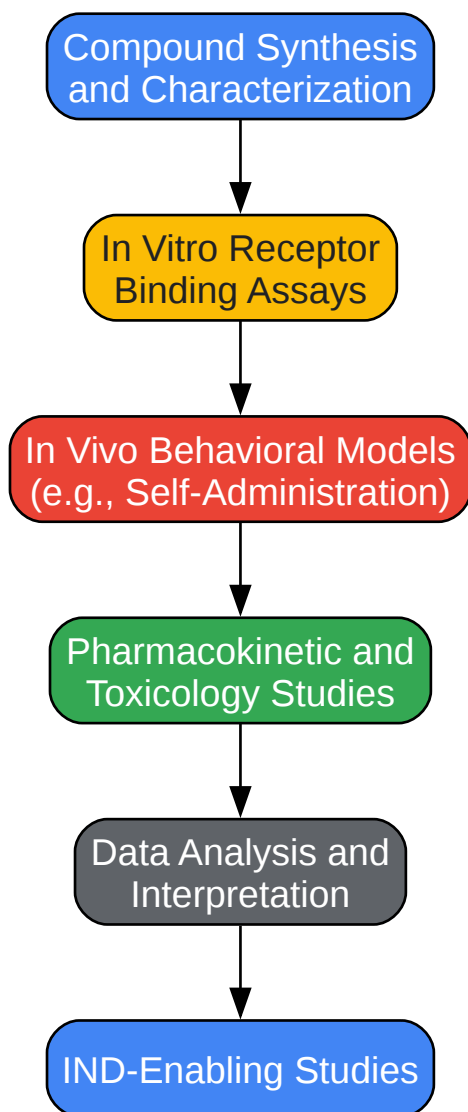 Compound Synthesis
and Characterization
In Vitro Receptor
Binding Assays
In Vivo Behavioral Models
(e.g., Self-Administration)
Pharmacokinetic and
Toxicology Studies
Data Analysis and
Interpretation
IND-Enabling Studies